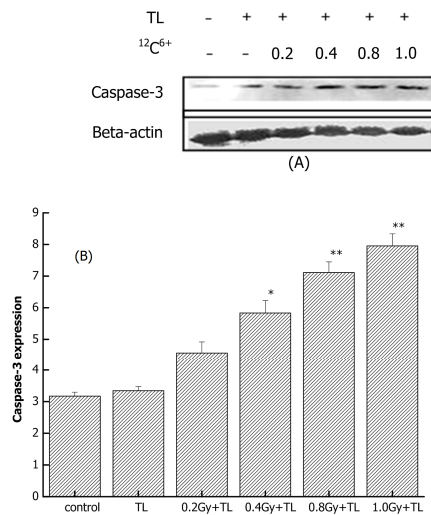 TL - + + + + +
12C6+ - - 0.2 0.4 0.8 1.0
Caspase-3
Beta-actin
(A)
9
8
7
6
5
4
3
2
1
0
Caspase-3 expression
(B)
*
**
**
control TL 0.2Gy+TL 0.4Gy+TL 0.8Gy+TL 1.0Gy+TL